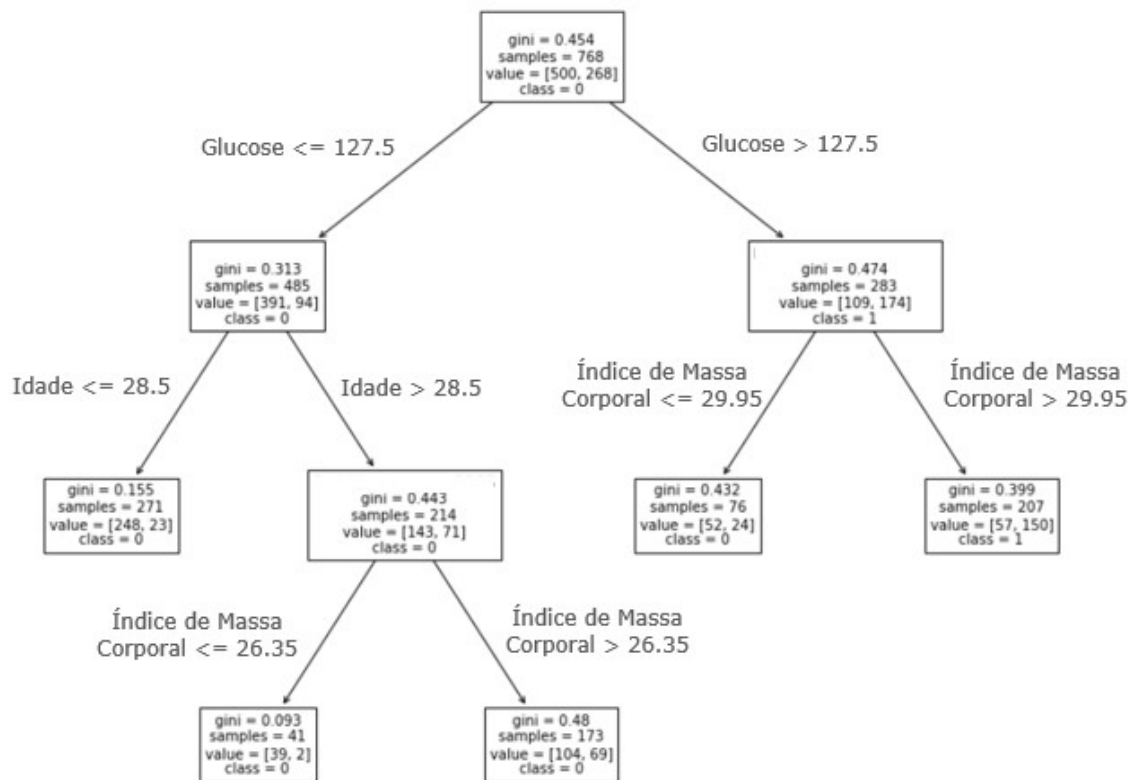 gini = 0.454
samples = 768
value = [500, 268]
class = 0
Glucose <= 127.5
Glucose > 127.5
gini = 0.313
samples = 485
value = [391, 94]
class = 0
gini = 0.474
samples = 283
value = [109, 174]
class = 1
Idade <= 28.5
Idade > 28.5
Índice de Massa
Corporal <= 29.95
Índice de Massa
Corporal > 29.95
gini = 0.155
samples = 271
value = [248, 23]
class = 0
gini = 0.443
samples = 214
value = [143, 71]
class = 0
gini = 0.432
samples = 76
value = [52, 24]
class = 0
gini = 0.399
samples = 207
value = [57, 150]
class = 1
Índice de Massa
Corporal <= 26.35
Índice de Massa
Corporal > 26.35
gini = 0.093
samples = 41
value = [39, 2]
class = 0
gini = 0.48
samples = 173
value = [104, 69]
class = 0